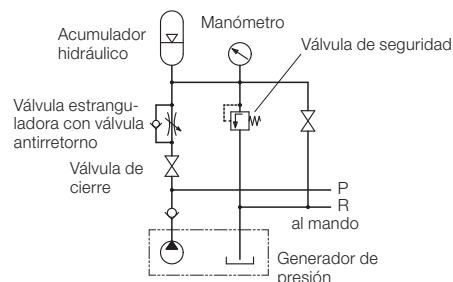 Acumulador
hidráulico
Manómetro
Válvula de seguridad
Válvula estrangu-
ladora con válvula
antirretorno
Válvula de
cierre
P
R
al mando
Generador de
presión